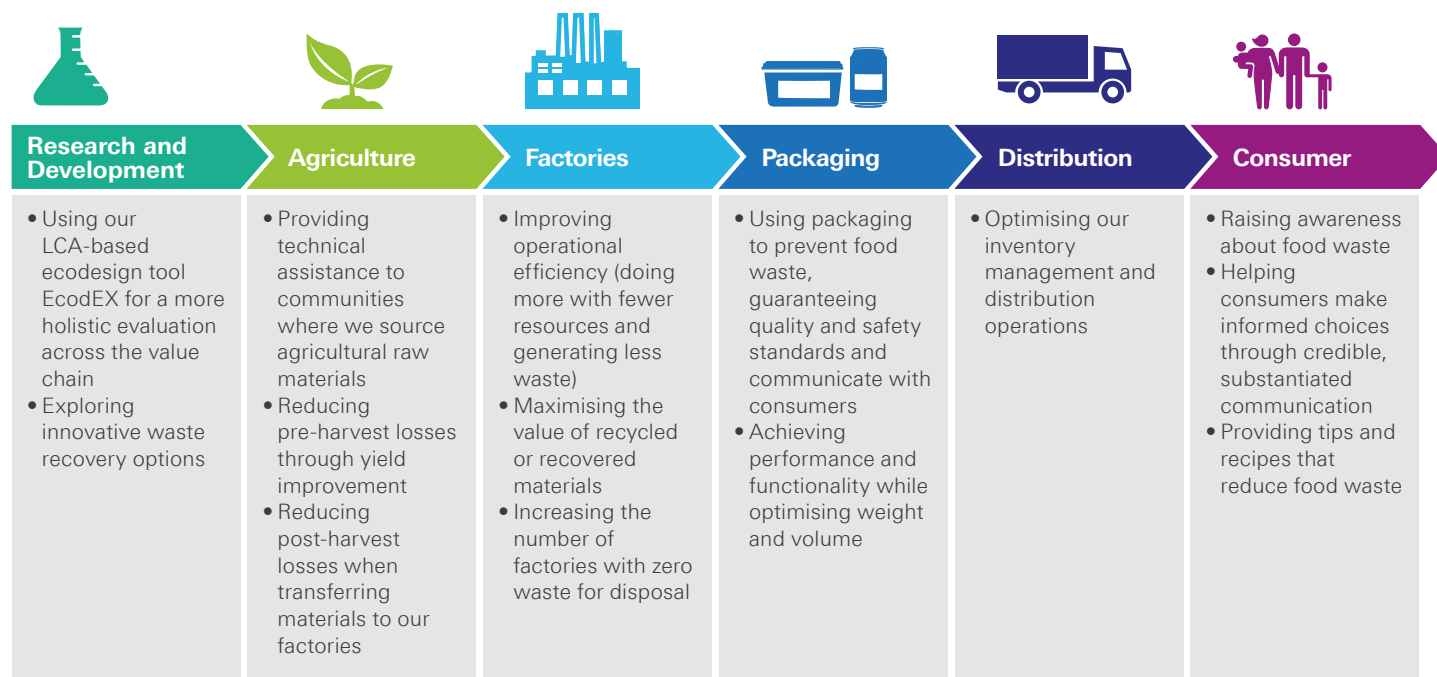 Research and
Development
Agriculture
Factories
Packaging
Distribution
Consumer
• Using our
LCA-based
ecodesign tool
EcodEX for a more
holistic evaluation
across the value
chain
• Exploring
innovative waste
recovery options
• Providing
technical
assistance to
communities
where we source
agricultural raw
materials
• Reducing
pre-harvest losses
through yield
improvement
• Reducing
post-harvest
losses when
transferring
materials to our
factories
• Improving
operational
efficiency (doing
more with fewer
resources and
generating less
waste)
• Maximising the
value of recycled
or recovered
materials
• Increasing the
number of
factories with zero
waste for disposal
• Using packaging
to prevent food
waste,
guaranteeing
quality and safety
standards and
communicate with
consumers
• Achieving
performance and
functionality while
optimising weight
and volume
• Optimising our
inventory
management and
distribution
operations
• Raising awareness
about food waste
• Helping
consumers make
informed choices
through credible,
substantiated
communication
• Providing tips and
recipes that
reduce food waste